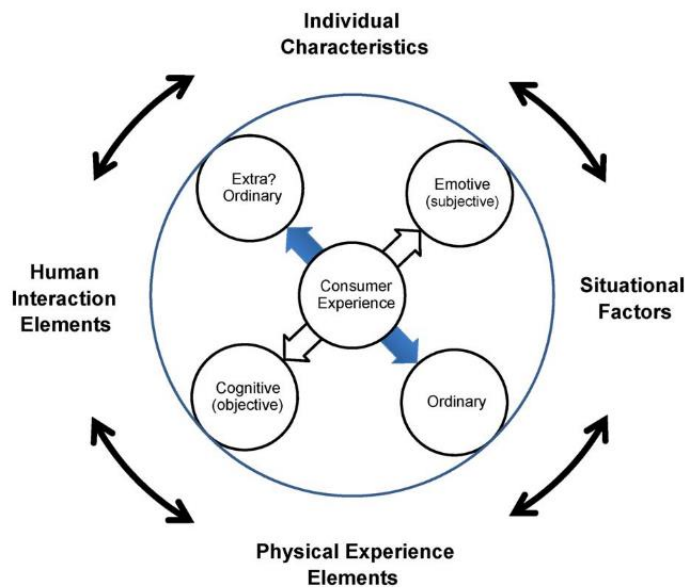 Individual
Characteristics
Extra?
Ordinary
Emotive
(subjective)
Human
Interaction
Elements
Consumer
Experience
Situational
Factors
Cognitive
(objective)
Ordinary
Physical Experience
Elements